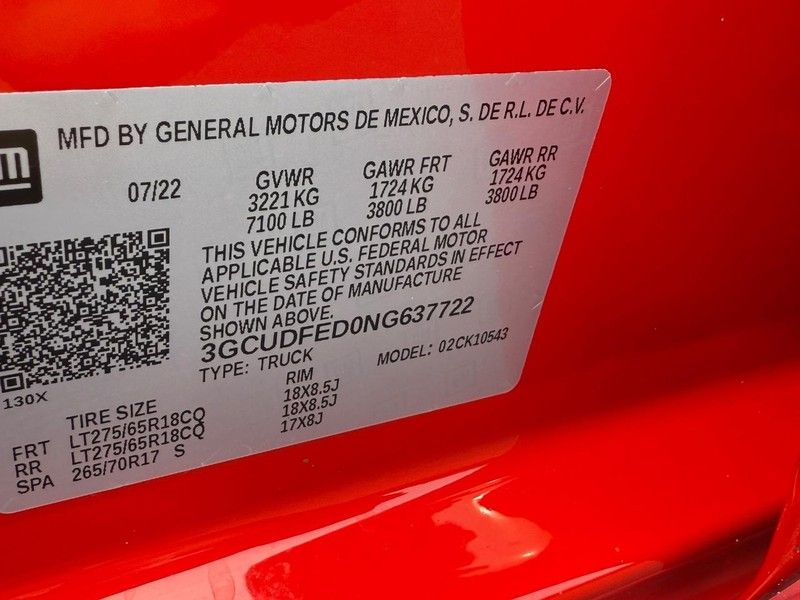 gm
MFD BY GENERAL MOTORS DE MEXICO, S. DE R.L. DE C.V.
07/22
GVWR
3221 KG
7100 LB
GAWR FRT
1724 KG
3800 LB
GAWR RR
1724 KG
3800 LB
THIS VEHICLE CONFORMS TO ALL
APPLICABLE U.S. FEDERAL MOTOR
VEHICLE SAFETY STANDARDS IN EFFECT
ON THE DATE OF MANUFACTURE
SHOWN ABOVE.
3GCUDFED0NG637722
TYPE: TRUCK
MODEL: 02CK10543
130X
TIRE SIZE
RIM
FRT LT275/65R18CQ 18X8.5J
RR LT275/65R18CQ 18X8.5J
SPA 265/70R17 S 17X8J